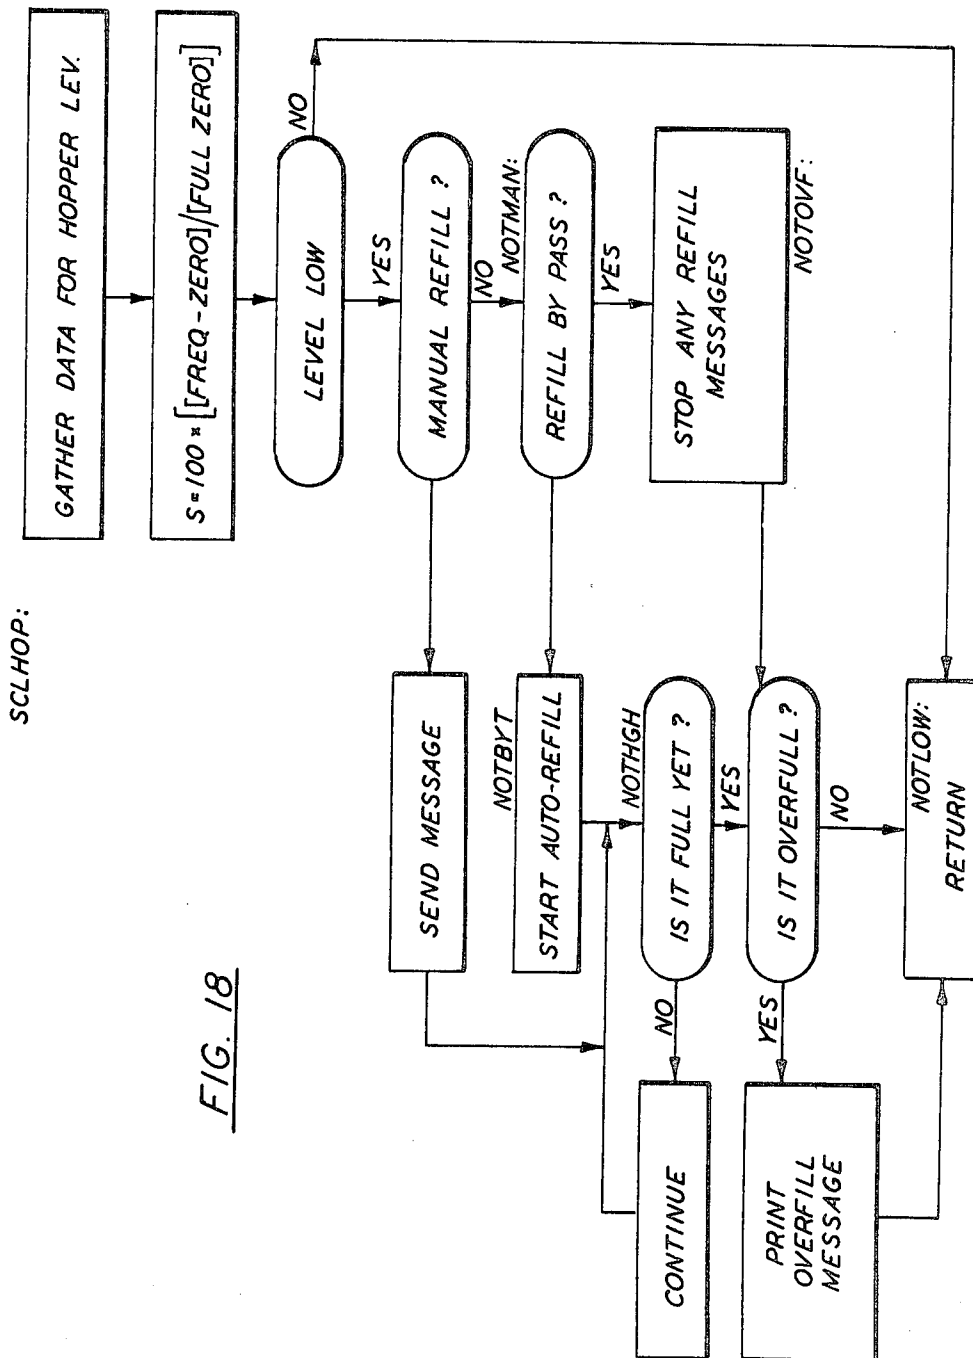 SCLHOP:
GATHER DATA FOR HOPPER LEV.
S=100*[[FREQ-ZERO]/[FULL ZERO]]
LEVEL LOW
NO
YES
MANUAL REFILL ?
SEND MESSAGE
NO
NOTMAN:
REFILL BY PASS ?
NOTBYT
START AUTO-REFILL
YES
STOP ANY REFILL
MESSAGES
NOTOVF:
NOTHGH
IS IT FULL YET ?
NO
CONTINUE
YES
IS IT OVERFULL ?
YES
PRINT
OVERFILL
MESSAGE
NO
NOTLOW:
RETURN
FIG. 18